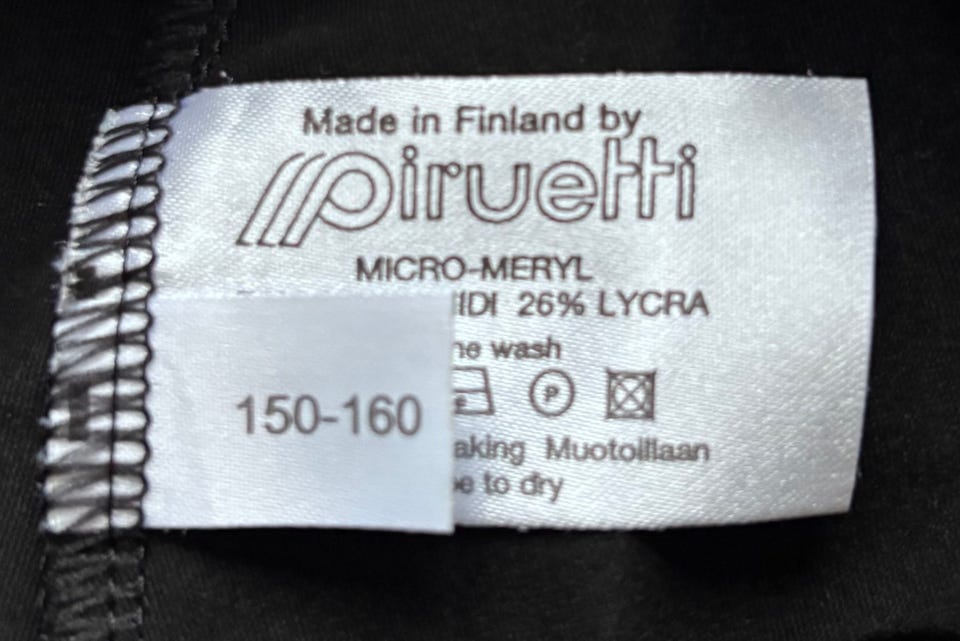 Made in Finland by
piruetti
MICRO-MERYL
IDI 26% LYCRA
ne wash
150-160
P
aking Muotoillaan
e to dry